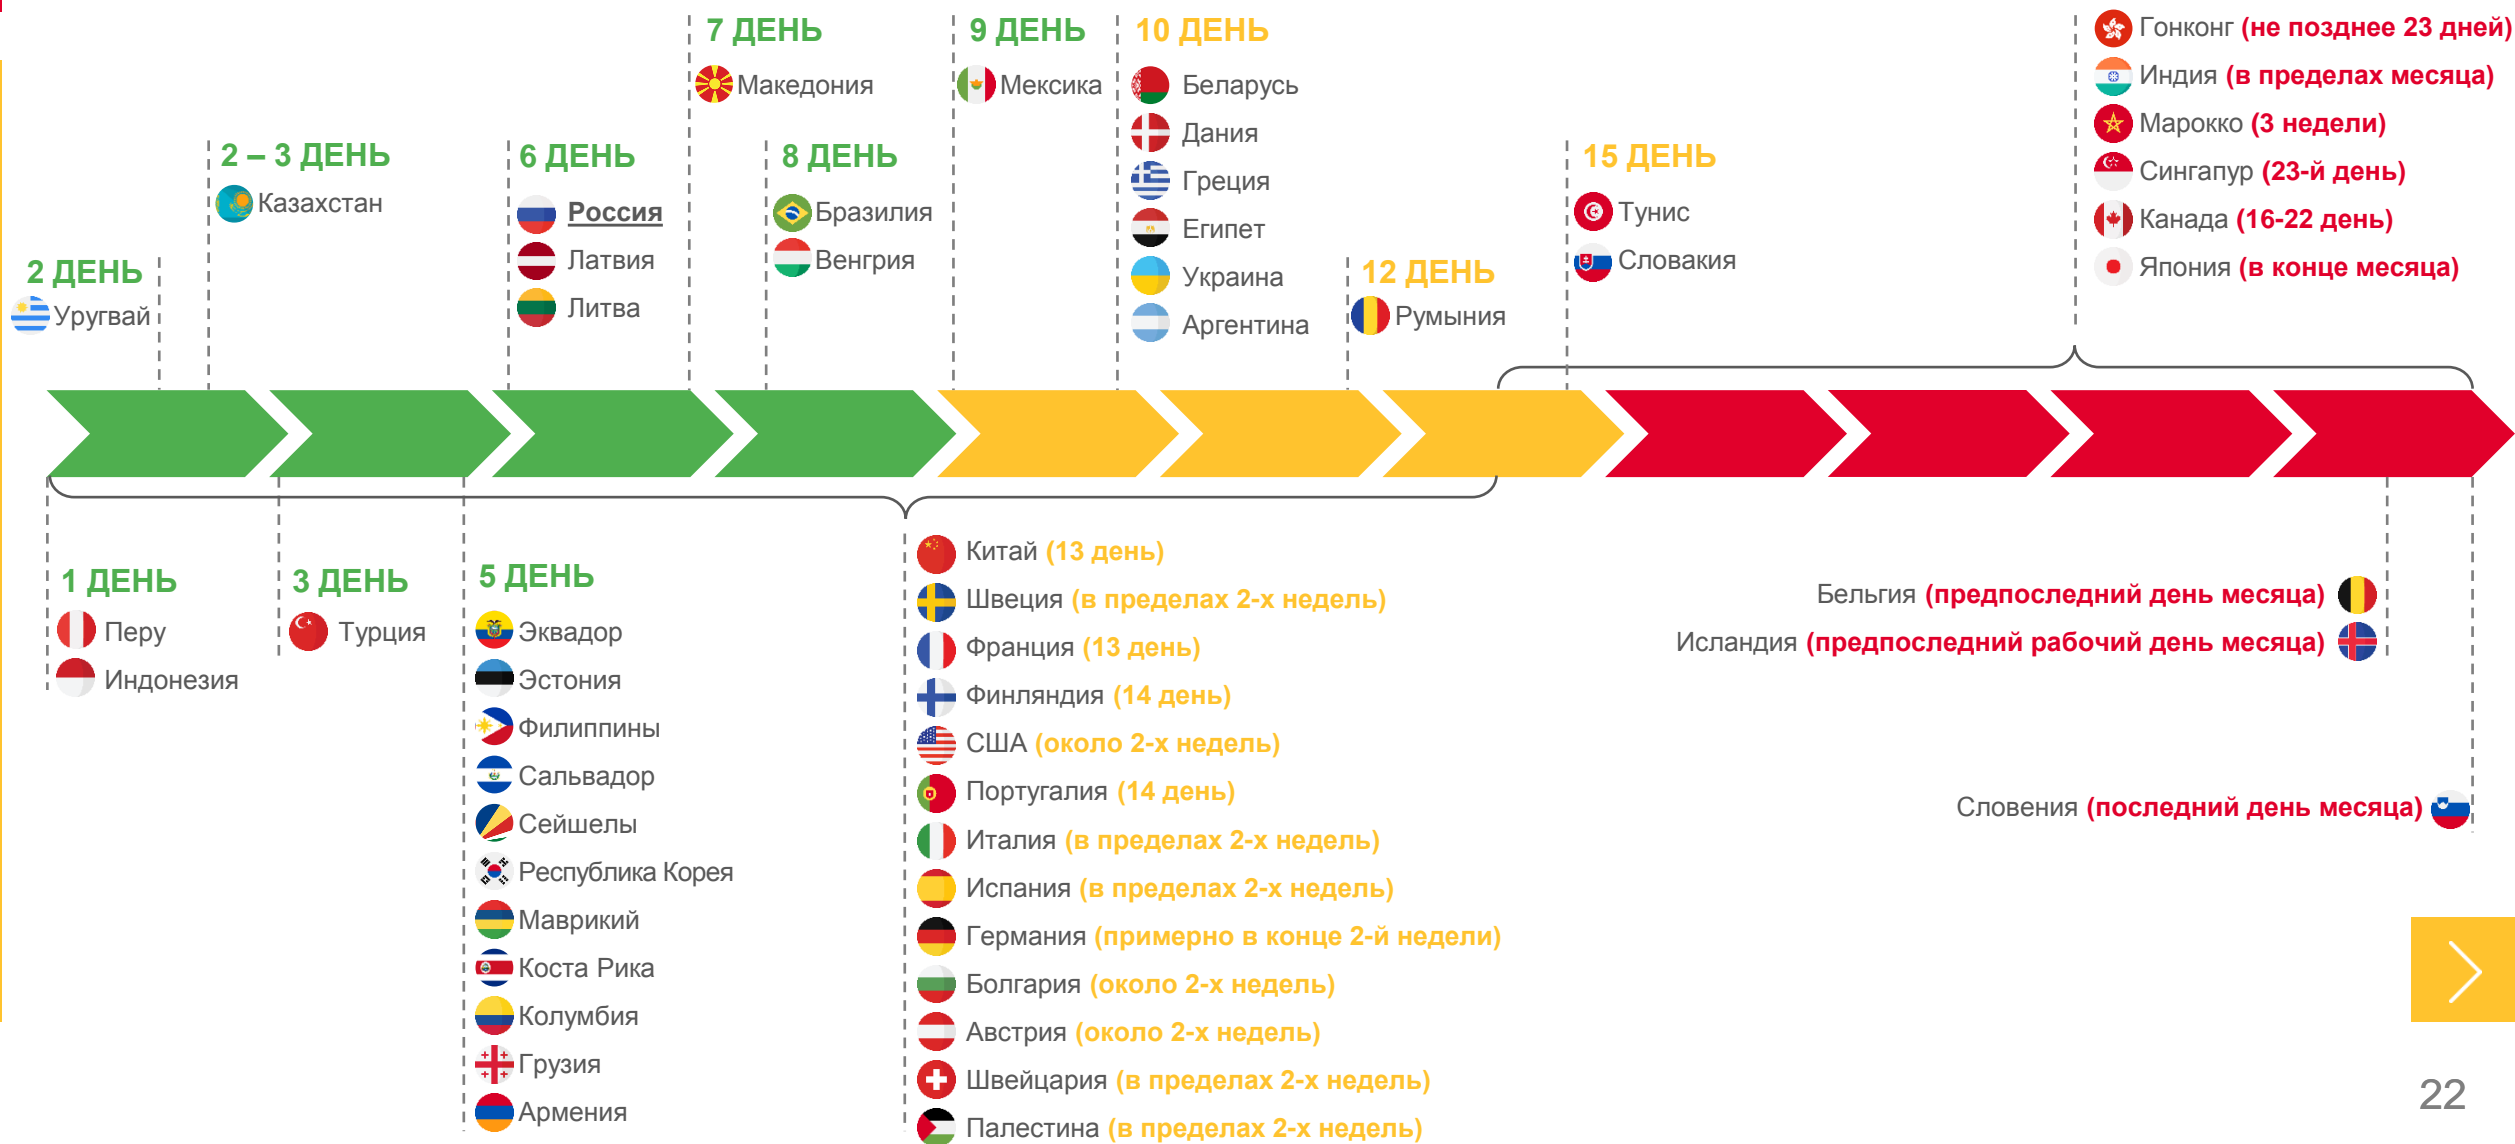 7 ДЕНЬ
Македония
9 ДЕНЬ
Мексика
10 ДЕНЬ
Беларусь
Дания
Греция
Египет
Украина
Аргентина
Гонконг (не позднее 23 дней)
Индия (в пределах месяца)
Марокко (3 недели)
Сингапур (23-й день)
Канада (16-22 день)
Япония (в конце месяца)
2 – 3 ДЕНЬ
Казахстан
6 ДЕНЬ
Россия
Латвия
Литва
8 ДЕНЬ
Бразилия
Венгрия
15 ДЕНЬ
Тунис
Словакия
2 ДЕНЬ
Уругвай
12 ДЕНЬ
Румыния
1 ДЕНЬ
Перу
Индонезия
3 ДЕНЬ
Турция
5 ДЕНЬ
Эквадор
Эстония
Филиппины
Сальвадор
Сейшелы
Республика Корея
Маврикий
Коста Рика
Колумбия
Грузия
Армения
Китай (13 день)
Швеция (в пределах 2-х недель)
Франция (13 день)
Финляндия (14 день)
США (около 2-х недель)
Португалия (14 день)
Италия (в пределах 2-х недель)
Испания (в пределах 2-х недель)
Германия (примерно в конце 2-й недели)
Болгария (около 2-х недель)
Австрия (около 2-х недель)
Швейцария (в пределах 2-х недель)
Палестина (в пределах 2-х недель)
Бельгия (предпоследний день месяца)
Исландия (предпоследний рабочий день месяца)
Словения (последний день месяца)
22